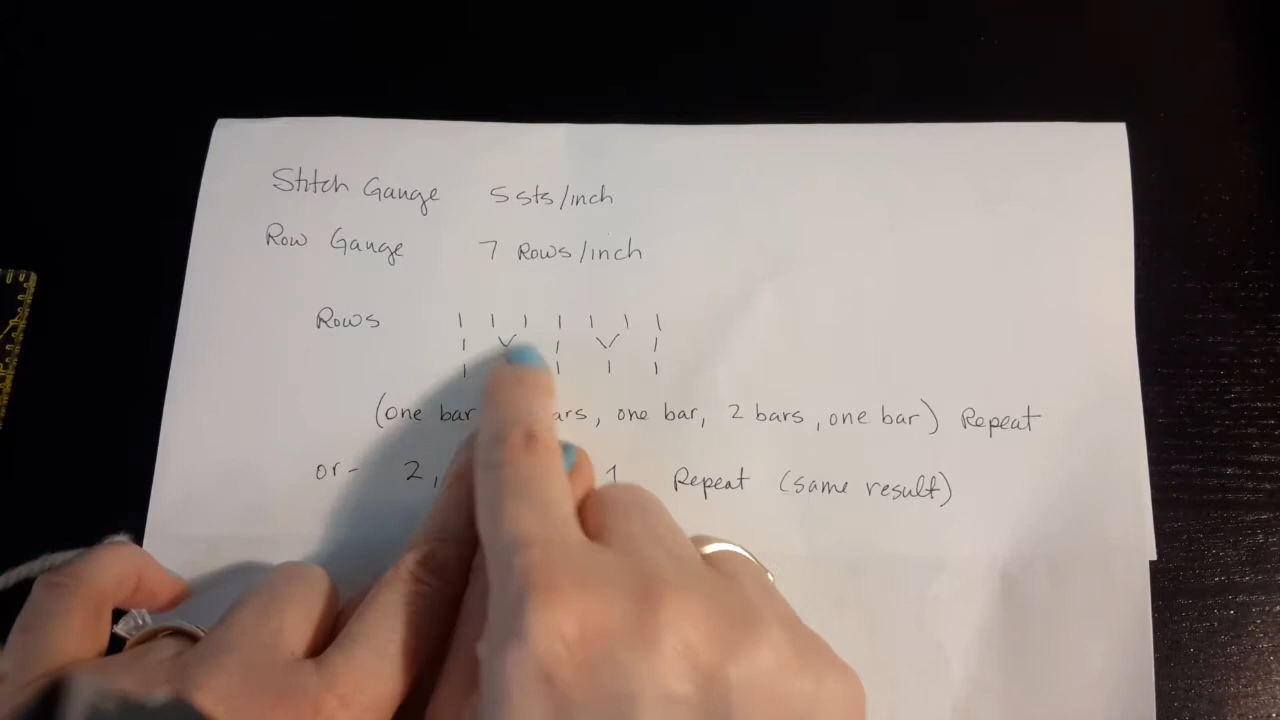 Stitch Gauge 5 sts/inch
Row Gauge 7 Rows/inch
Rows
(one bar bars, one bar, 2 bars, one bar) Repeat
or- 2, 1 Repeat (same result)